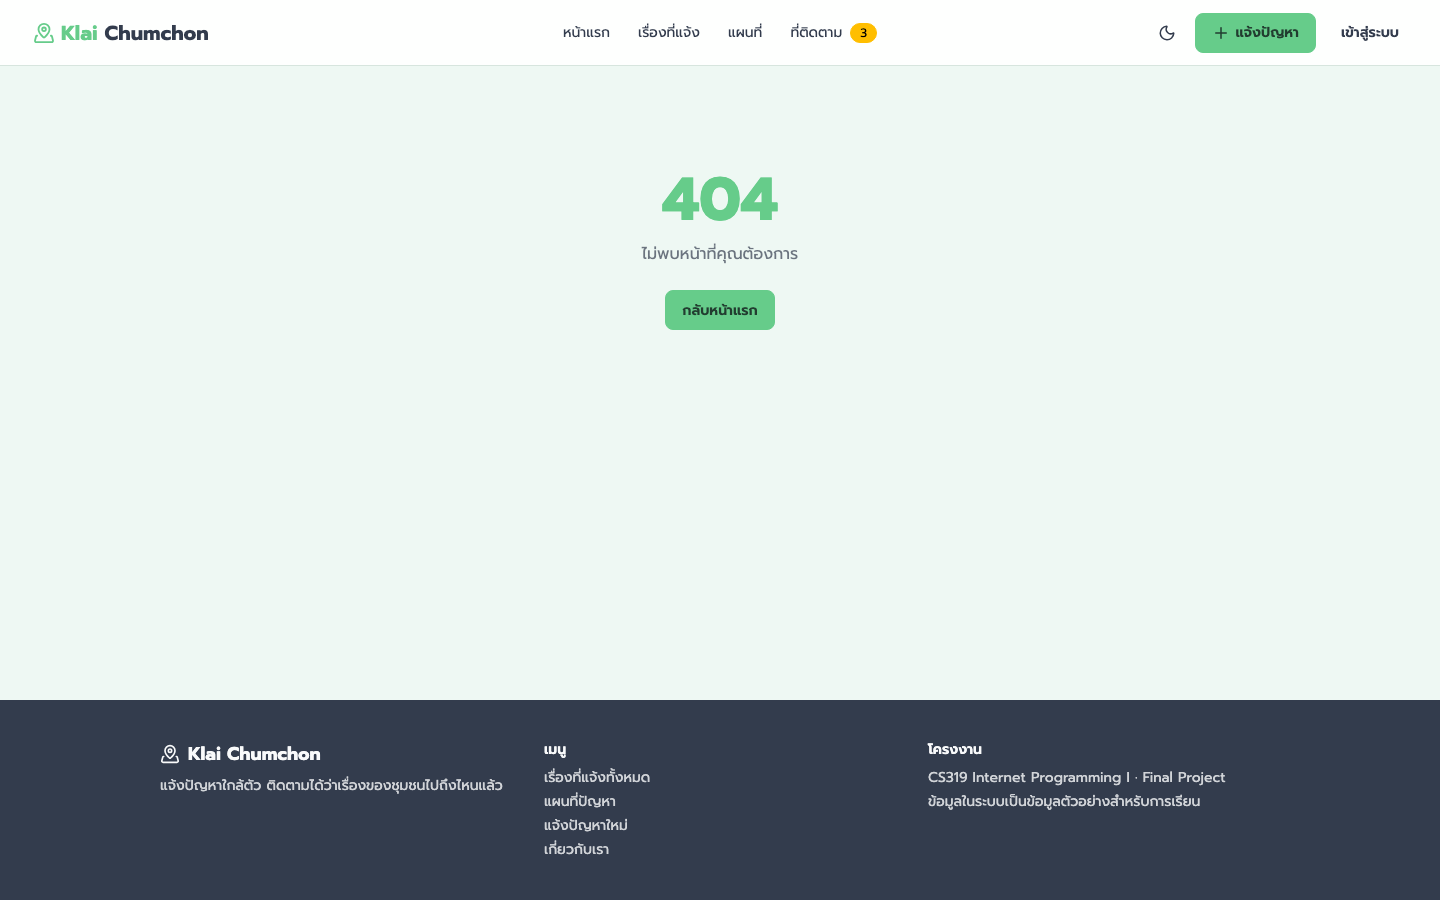 Klai Chumchon
หน้าแรก เรื่องที่แจ้ง แผนที่ ที่ติดตาม 3
แจ้งปัญหา เข้าสู่ระบบ
404
ไม่พบหน้าที่คุณต้องการ
กลับหน้าแรก
Klai Chumchon
แจ้งปัญหาใกล้ตัว ติดตามได้ว่าเรื่องของชุมชนไปถึงไหนแล้ว
เมนู
เรื่องที่แจ้งทั้งหมด
แผนที่ปัญหา
แจ้งปัญหาใหม่
เกี่ยวกับเรา
โครงงาน
CS319 Internet Programming I · Final Project
ข้อมูลในระบบเป็นข้อมูลตัวอย่างสำหรับการเรียน